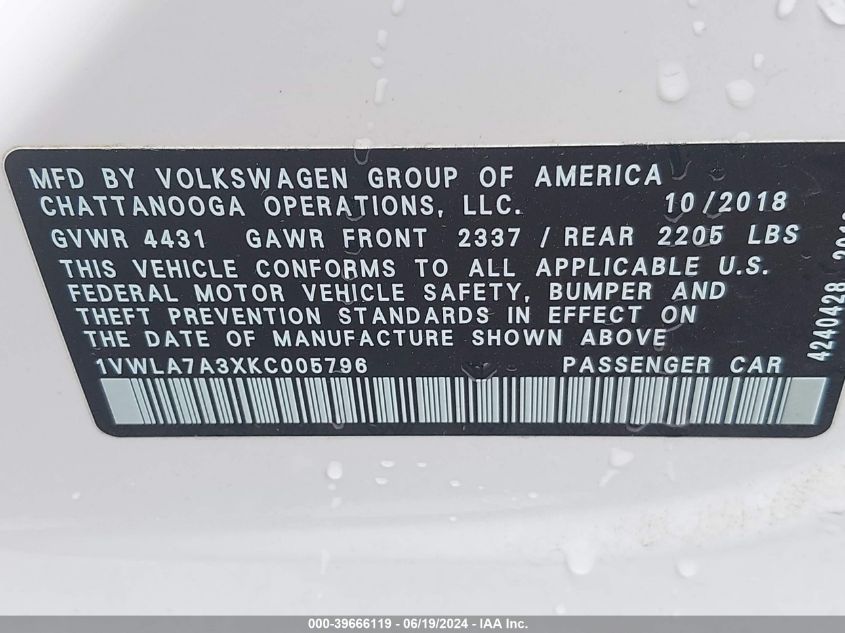 MFD BY VOLKSWAGEN GROUP OF AMERICA
CHATTANOOGA OPERATIONS, LLC. 10/2018
GVWR 4431 GAWR FRONT 2337 / REAR 2205 LBS
THIS VEHICLE CONFORMS TO ALL APPLICABLE U.S.
FEDERAL MOTOR VEHICLE SAFETY, BUMPER AND
THEFT PREVENTION STANDARDS IN EFFECT ON
THE DATE OF MANUFACTURE SHOWN ABOVE
1VWLA7A3XKC005796 PASSENGER CAR
4240428
000-39666119 - 06/19/2024 - IAA Inc.